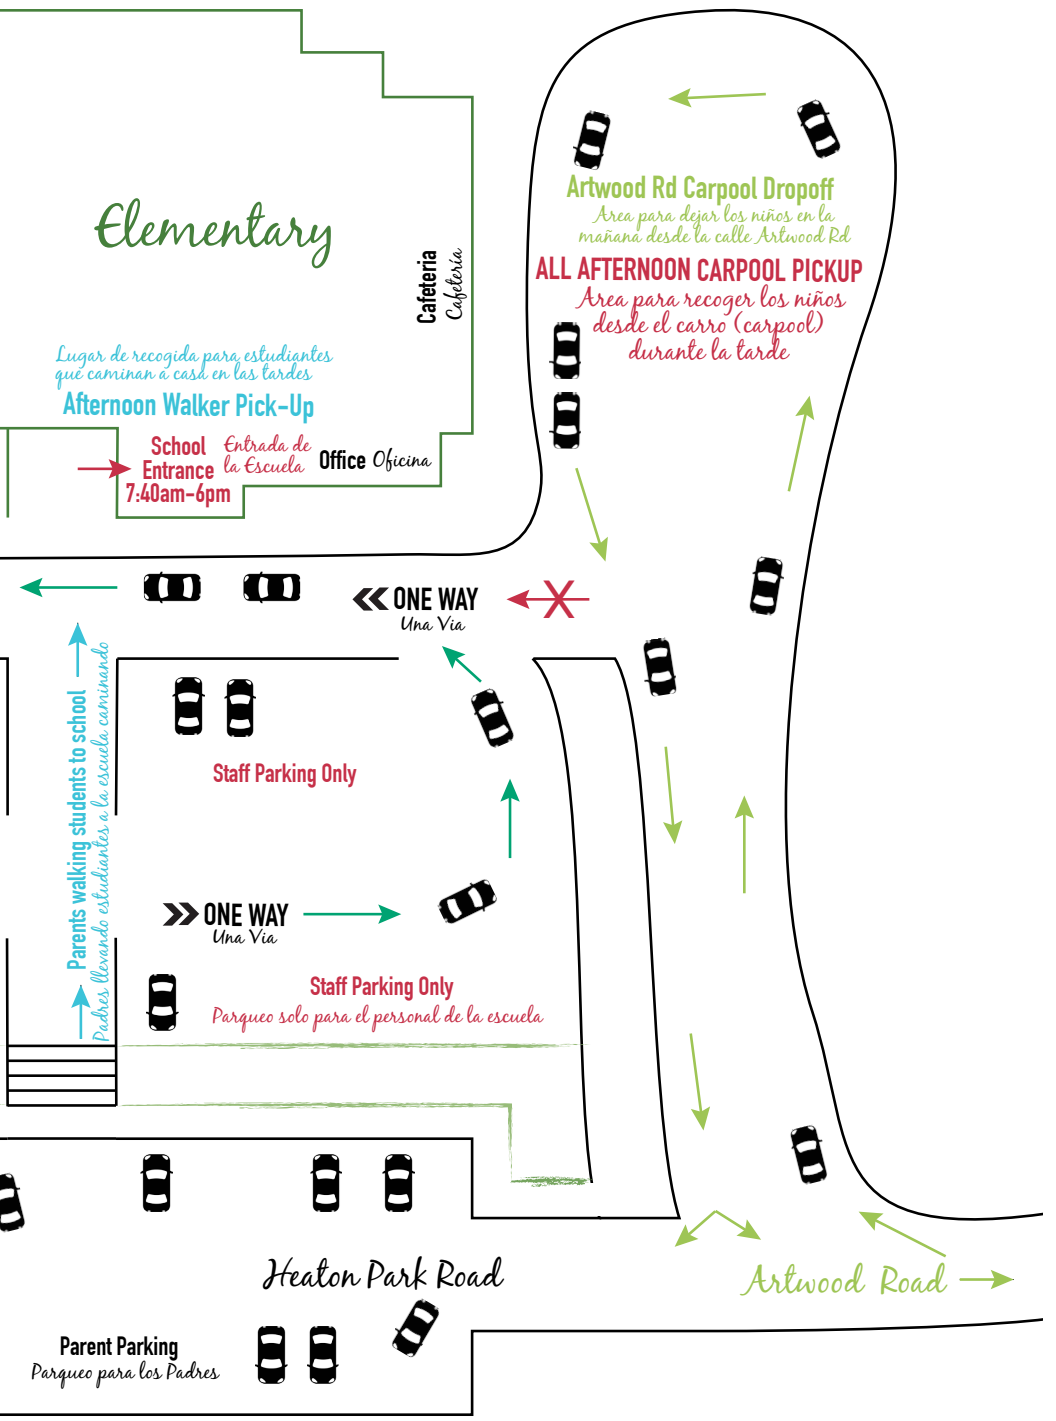 Elementary
Cafeteria
Cafetería
Artwood Rd Carpool Dropoff
Area para dejar los niños en la
mañana desde la calle Artwood Rd
ALL AFTERNOON CARPOOL PICKUP
Area para recoger los niños
desde el carro (carpool)
durante la tarde
Lugar de recogida para estudiantes
que caminan a casa en las tardes
Afternoon Walker Pick-Up
School
Entrance
7:40am-6pm
Entrada de
la Escuela
Office Oficina
ONE WAY
Una Via
X
Parents walking students to school
Padres llevando estudiantes a la escuela caminando
Staff Parking Only
ONE WAY
Una Via
Staff Parking Only
Parqueo solo para el personal de la escuela
Heaton Park Road
Artwood Road
Parent Parking
Parqueo para los Padres